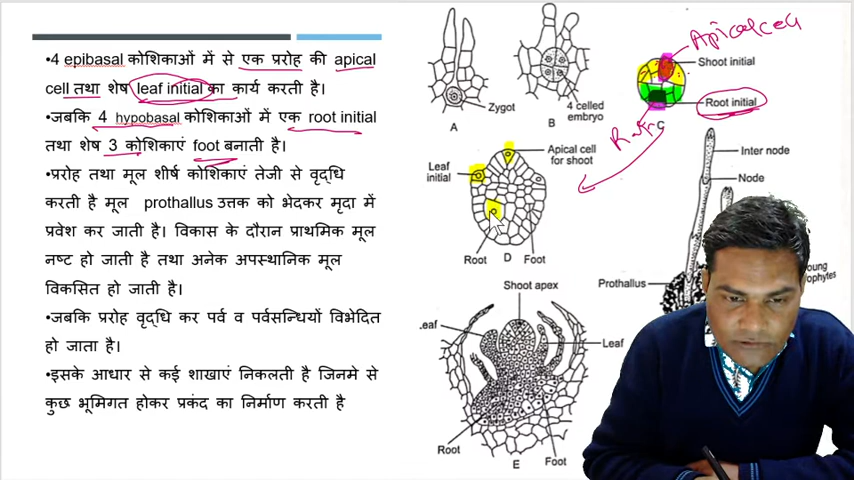 •4 epibasal कोशिकाओं में से एक प्ररोह की apical
cell तथा शेष leaf initial का कार्य करती है।
•जबकि 4 hypobasal कोशिकाओं में एक root initial
तथा शेष 3 कोशिकाएं foot बनाती है।
•प्ररोह तथा मूल शीर्ष कोशिकाएं तेजी से वृद्धि
करती है मूल prothallus उत्तक को भेदकर मृदा में
प्रवेश कर जाती है। विकास के दौरान प्राथमिक मूल
नष्ट हो जाती है तथा अनेक अपस्थानिक मूल
विकसित हो जाती है।
•जबकि प्ररोह वृद्धि कर पर्व व पर्वसन्धियों विभेदित
हो जाता है।
•इसके आधार से कई शाखाएं निकलती है जिनमे से
कुछ भूमिगत होकर प्रकंद का निर्माण करती है
Zygot
A
4 celled
embryo
B
Apical cell
Shoot initial
Root initial
C
Leaf
initial
Apical cell
for shoot
Root
D
Foot
Inter node
Node
Prothallus
Shoot apex
Leaf
Root
E
Foot